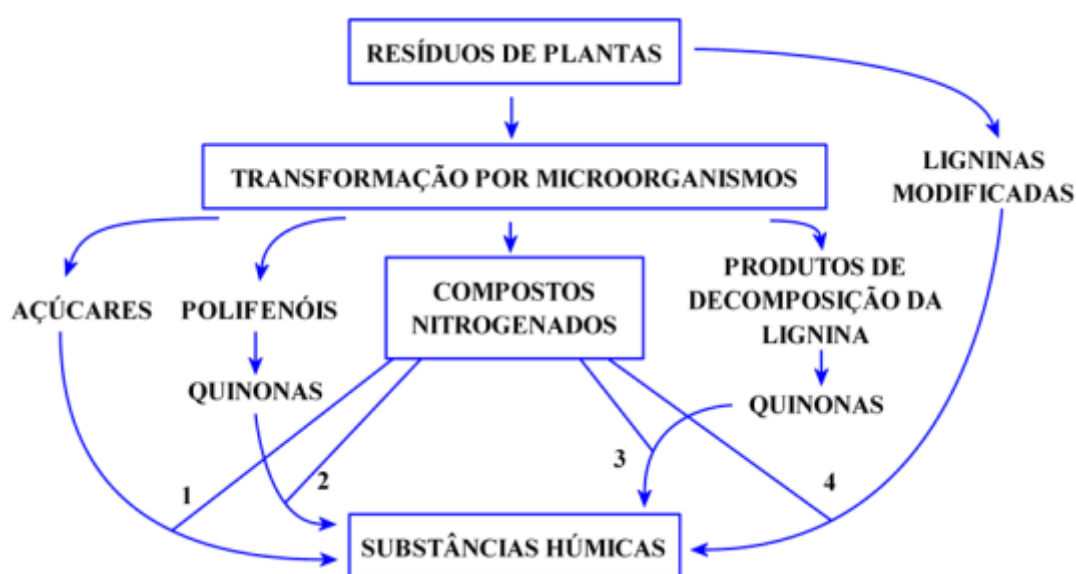 RESÍDUOS DE PLANTAS
TRANSFORMAÇÃO POR MICROORGANISMOS
LIGNINAS
MODIFICADAS
AÇÚCARES
POLIFENÓIS
COMPOSTOS
NITROGENADOS
PRODUTOS DE
DECOMPOSIÇÃO DA
LIGNINA
QUINONAS
QUINONAS
1
2
3
4
SUBSTÂNCIAS HÚMICAS